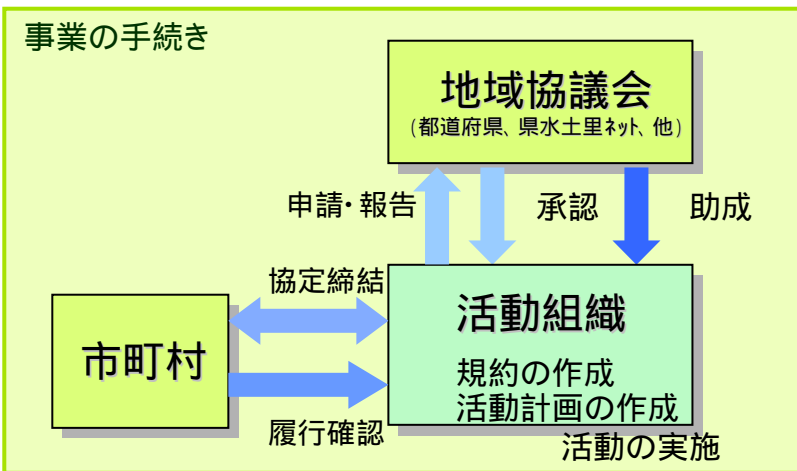 事業の手続き
地域協議会
(都道府県、県水土里ﾈｯﾄ、他)
申請・報告
承認
助成
協定締結
市町村
活動組織
規約の作成
活動計画の作成
履行確認
活動の実施